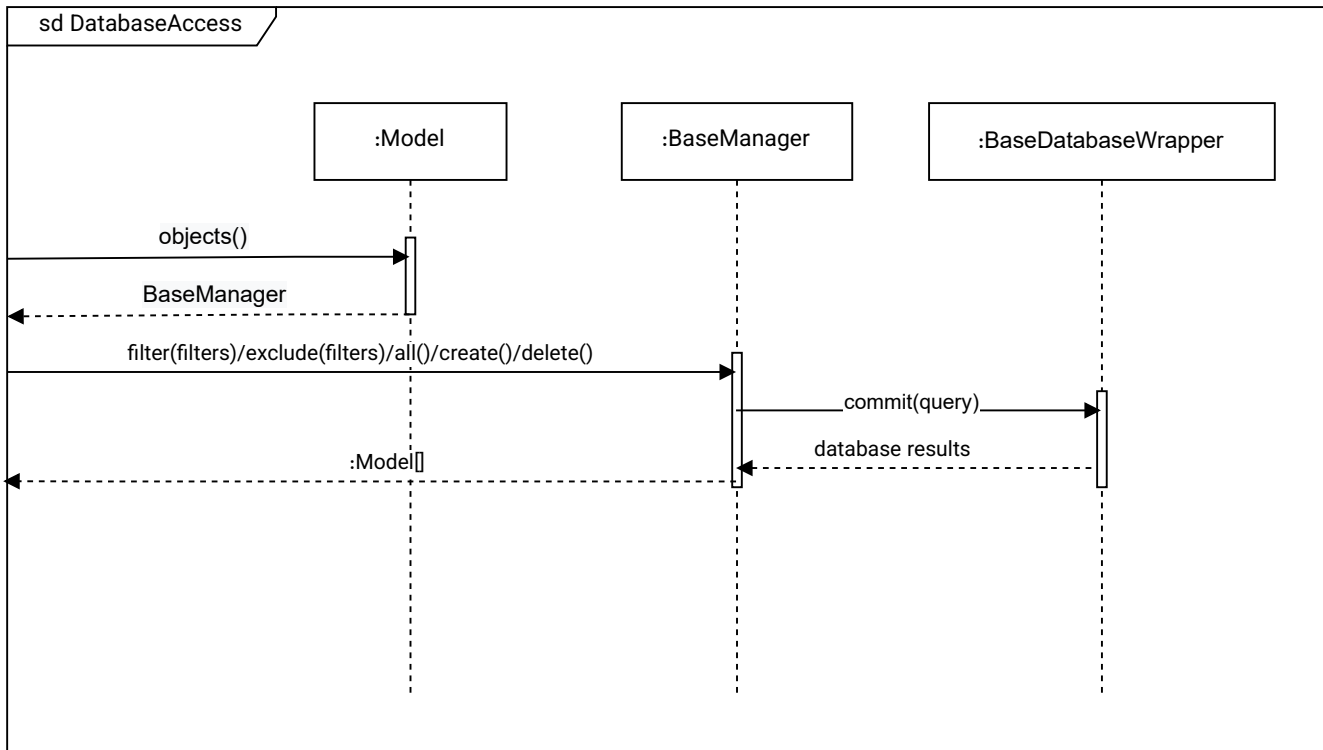 sd DatabaseAccess
:Model
:BaseManager
:BaseDatabaseWrapper
objects()
BaseManager
filter(filters)/exclude(filters)/all()/create()/delete()
commit(query)
database results
:Model[]